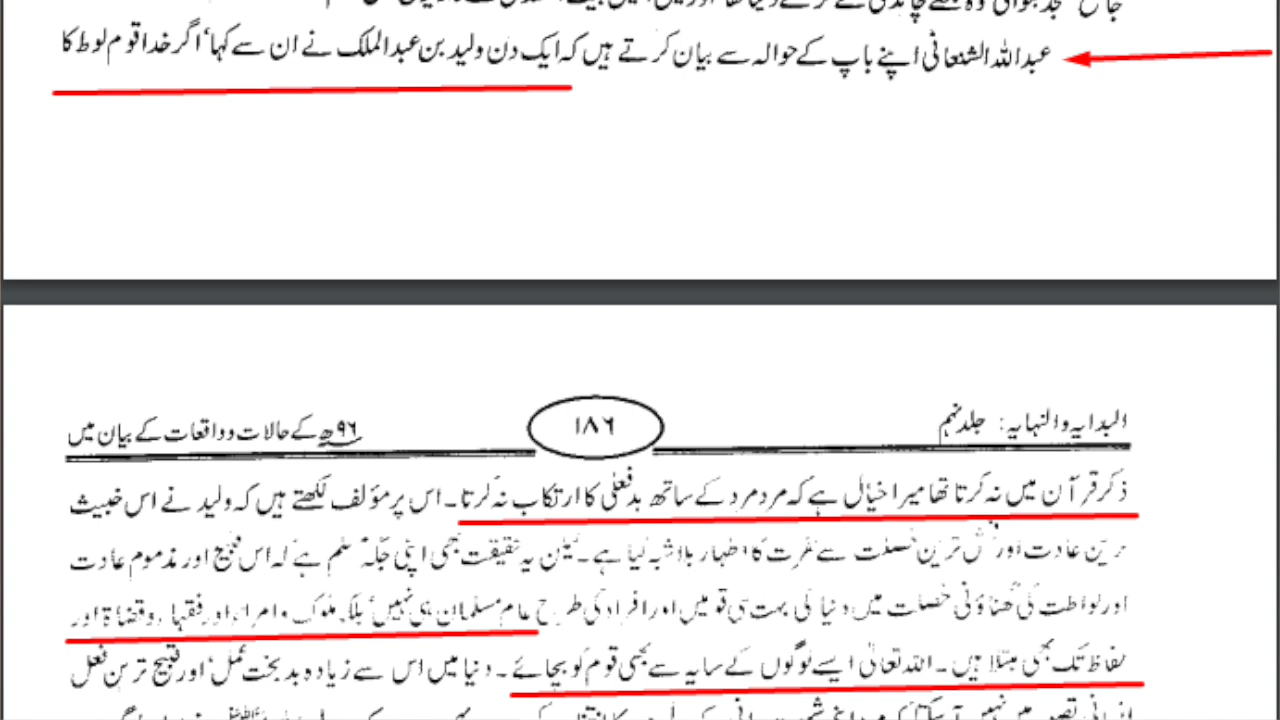 عبداللہ الشنعانی اپنے باپ کے حوالہ سے بیان کرتے ہیں کہ ایک دن ولید بن عبدالملک نے ان سے کہا، اگر خدا قوم لوط کا
البدایہ والنہایہ: جلد نہم
۱۸۶
۹۶ھ کے حالات و واقعات کے بیان میں
ذکر قرآن میں نہ کرتا تھا میرا خیال ہے کہ مرد مرد کے ساتھ بدفعلی کا ارتکاب نہ کرتا۔ اس پر مؤلف لکھتے ہیں کہ ولید نے اس خبیث
ترین عادت اور ترین خصلت سے نفرت کا اظہار بلاشبہ کیا ہے۔ لیکن یہ حقیقت بھی اپنی جگہ مسلم ہے کہ اس قبیح اور مذموم عادت
اور لواطت کی گھناؤنی خصلت میں دنیا کی بہت سی قومیں اور افراد کی طرح عام مسلمان ہی نہیں، بلکہ ملوک و امراء اور فقہاء و قضاة اور
حفاظ تک بھی مبتلا ہیں۔ اللہ تعالیٰ ایسے لوگوں کے سایہ سے بھی قوم کو بچائے۔ دنیا میں اس سے زیادہ بدبخت عمل، اور قبیح ترین فعل